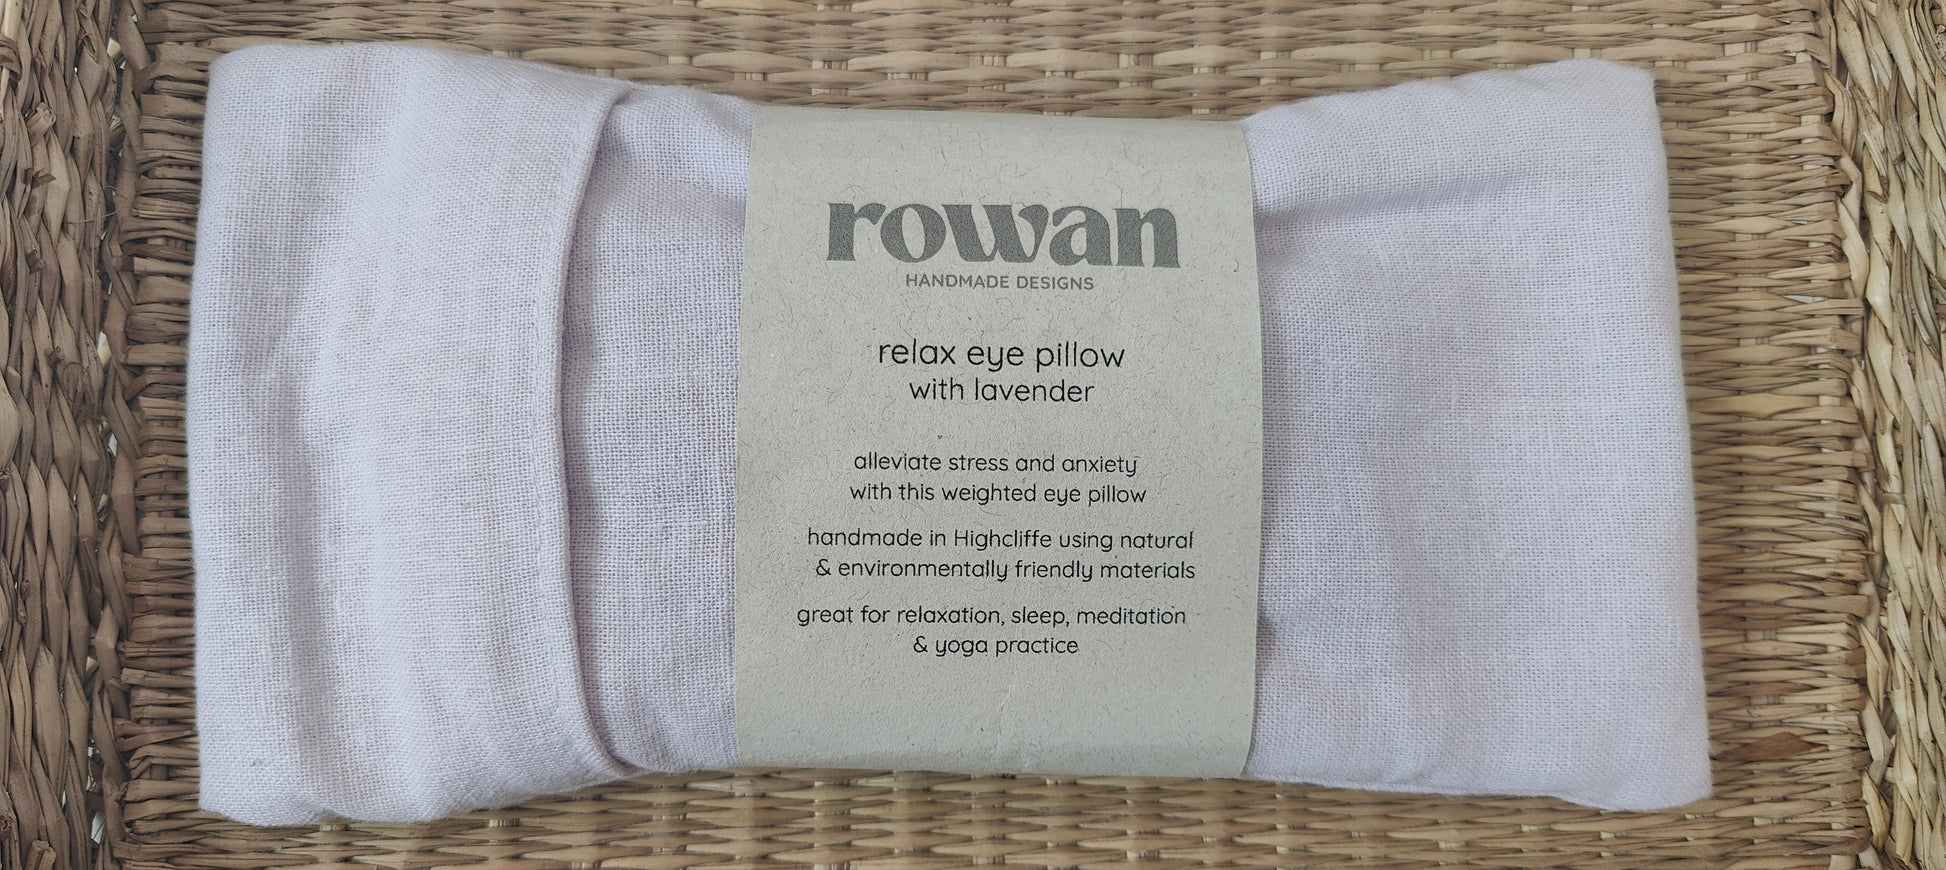 rowan
HANDMADE DESIGNS
relax eye pillow
with lavender
alleviate stress and anxiety
with this weighted eye pillow
handmade in Highcliffe using natural
& environmentally friendly materials
great for relaxation, sleep, meditation
& yoga practice